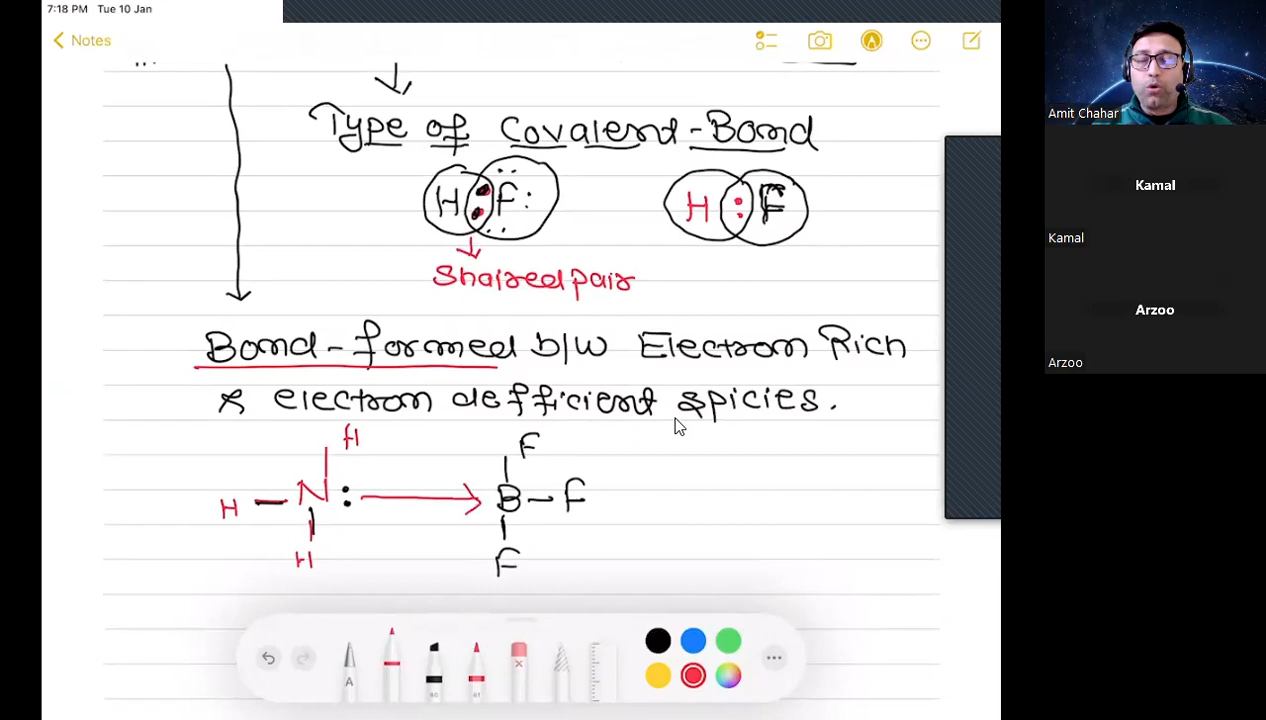 7:18 PM Tue 10 Jan
Notes
Type of Covalend-Bond
H F
H F
Shaired pair
Bond-formed b/w Electron Rich
& electron defficient spicies.
H
H N
H
F
B F
F
Amit Chahar
Kamal
Kamal
Arzoo
Arzoo
A